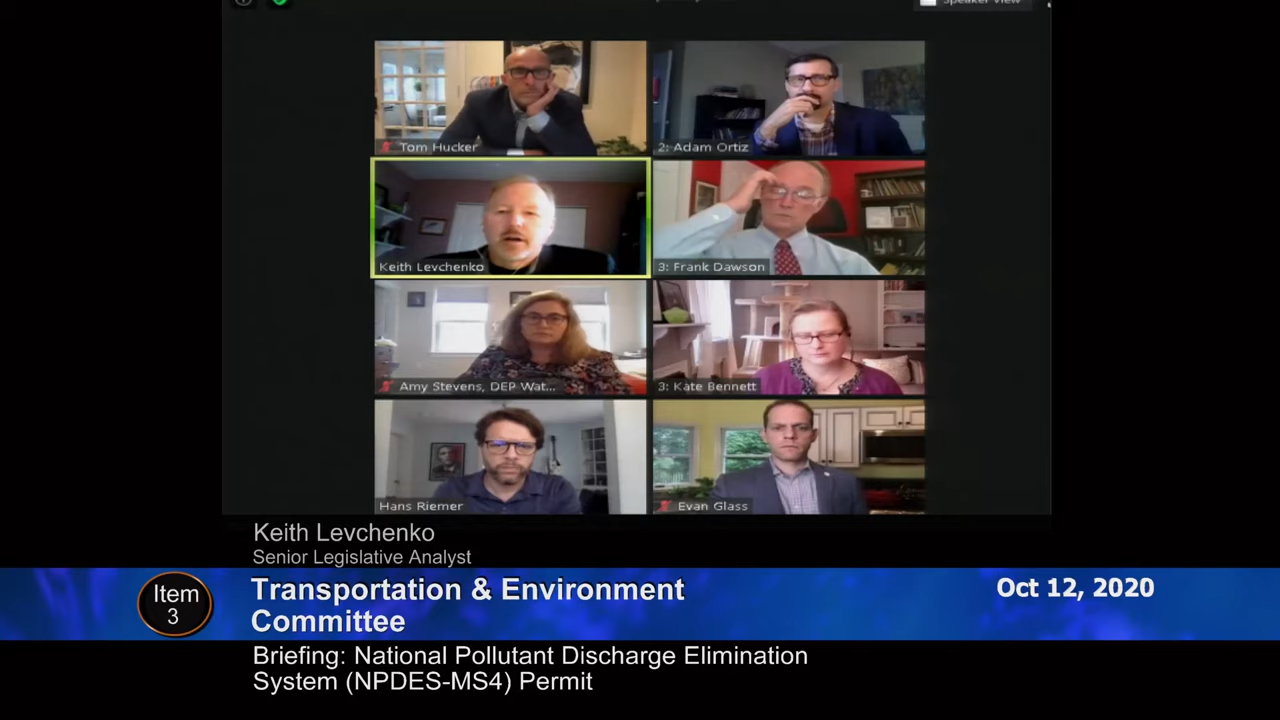 Speaker View
Tom Hucker
2: Adam Ortiz
Keith Levchenko
3: Frank Dawson
Amy Stevens, DEP Wat...
3: Kate Bennett
Hans Riemer
Evan Glass
Keith Levchenko
Senior Legislative Analyst
Item
3
Transportation & Environment
Committee
Oct 12, 2020
Briefing: National Pollutant Discharge Elimination
System (NPDES-MS4) Permit